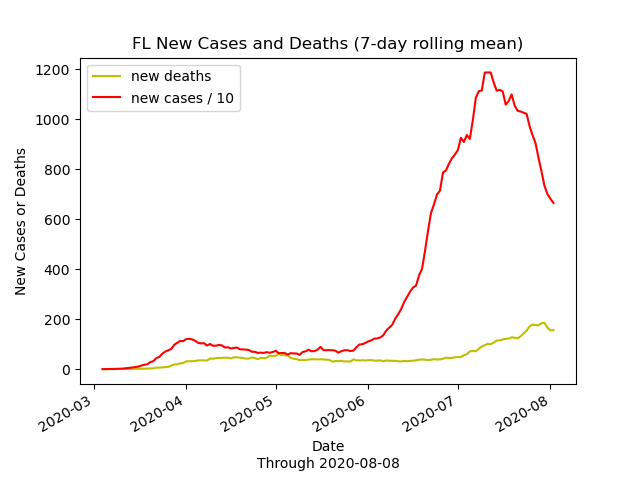 FL New Cases and Deaths (7-day rolling mean)
new deaths
new cases / 10
1200
1000
800
600
400
200
0
New Cases or Deaths
2020-03
2020-04
2020-05
2020-06
2020-07
2020-08
Date
Through 2020-08-08